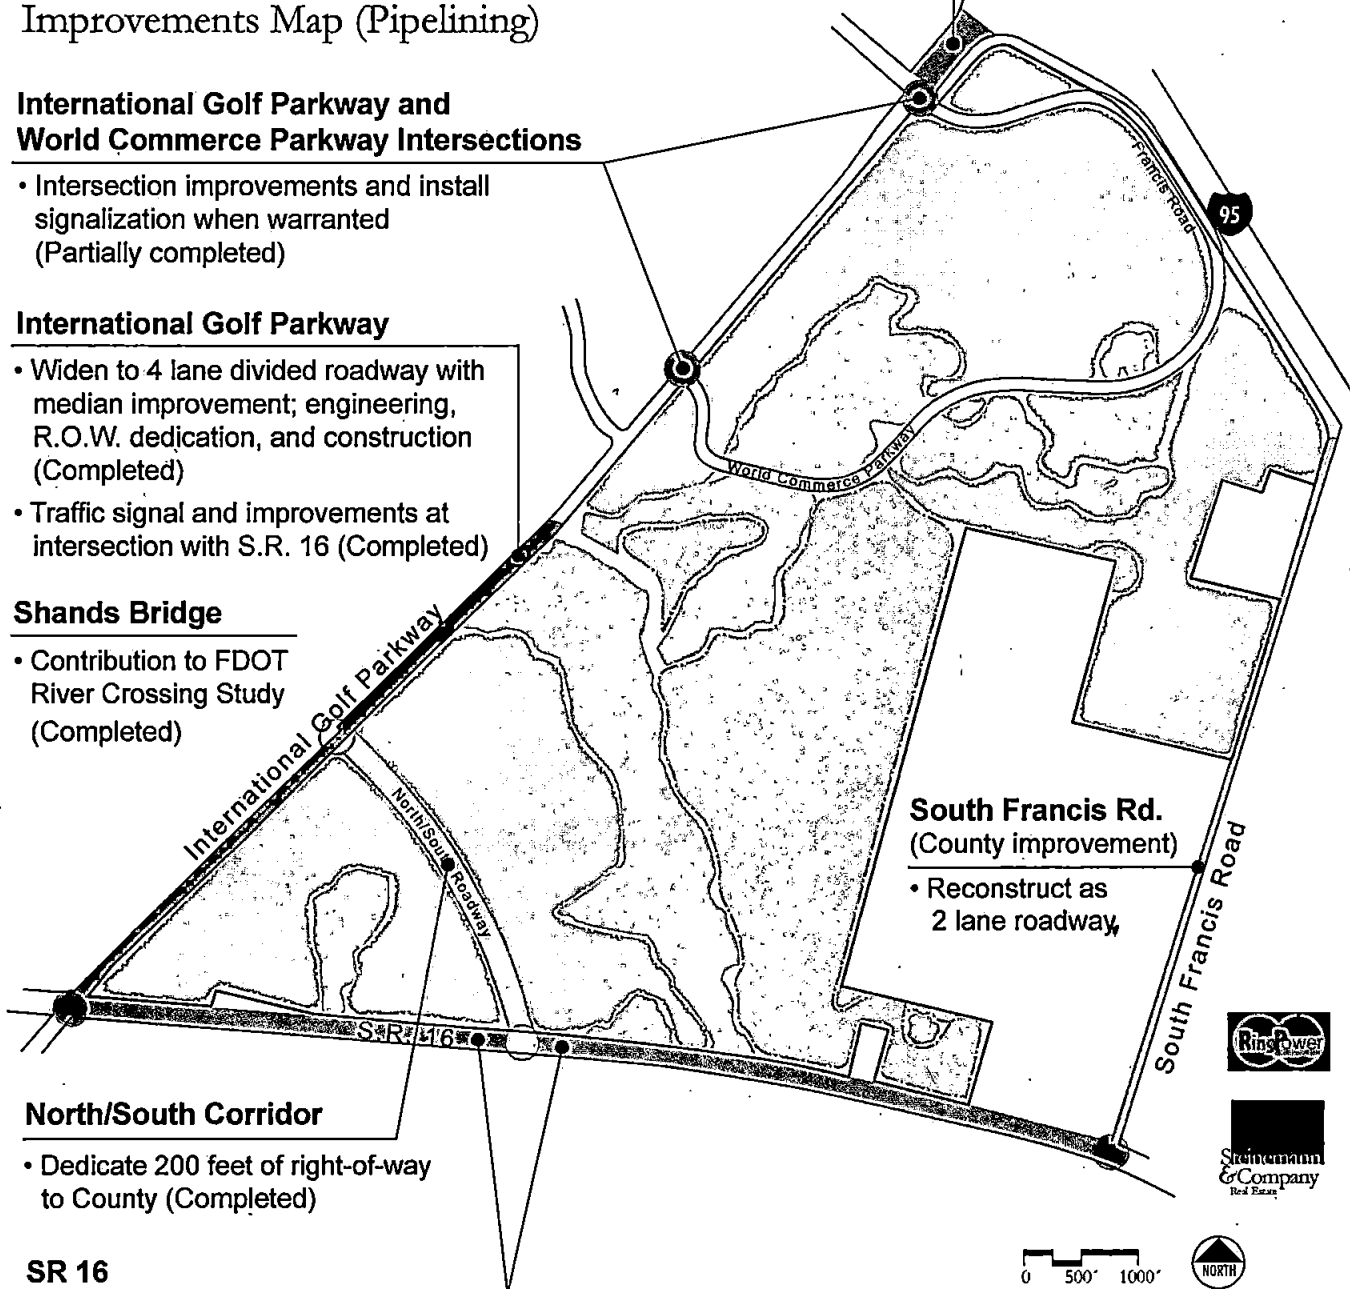 Improvements Map (Pipelining)
International Golf Parkway and
World Commerce Parkway Intersections
• Intersection improvements and install
signalization when warranted
(Partially completed)
International Golf Parkway
• Widen to 4 lane divided roadway with
median improvement; engineering,
R.O.W. dedication, and construction
(Completed)
• Traffic signal and improvements at
intersection with S.R. 16 (Completed)
Shands Bridge
• Contribution to FDOT
River Crossing Study
(Completed)
Francis Road
95
World Commerce Parkway
International Golf Parkway
North/South Roadway
South Francis Rd.
(County improvement)
• Reconstruct as
2 lane roadway
South Francis Road
S.R. 16
North/South Corridor
• Dedicate 200 feet of right-of-way
to County (Completed)
SR 16
RingPower
Steinemann
&Company
Real Estate
0 500' 1000'
NORTH